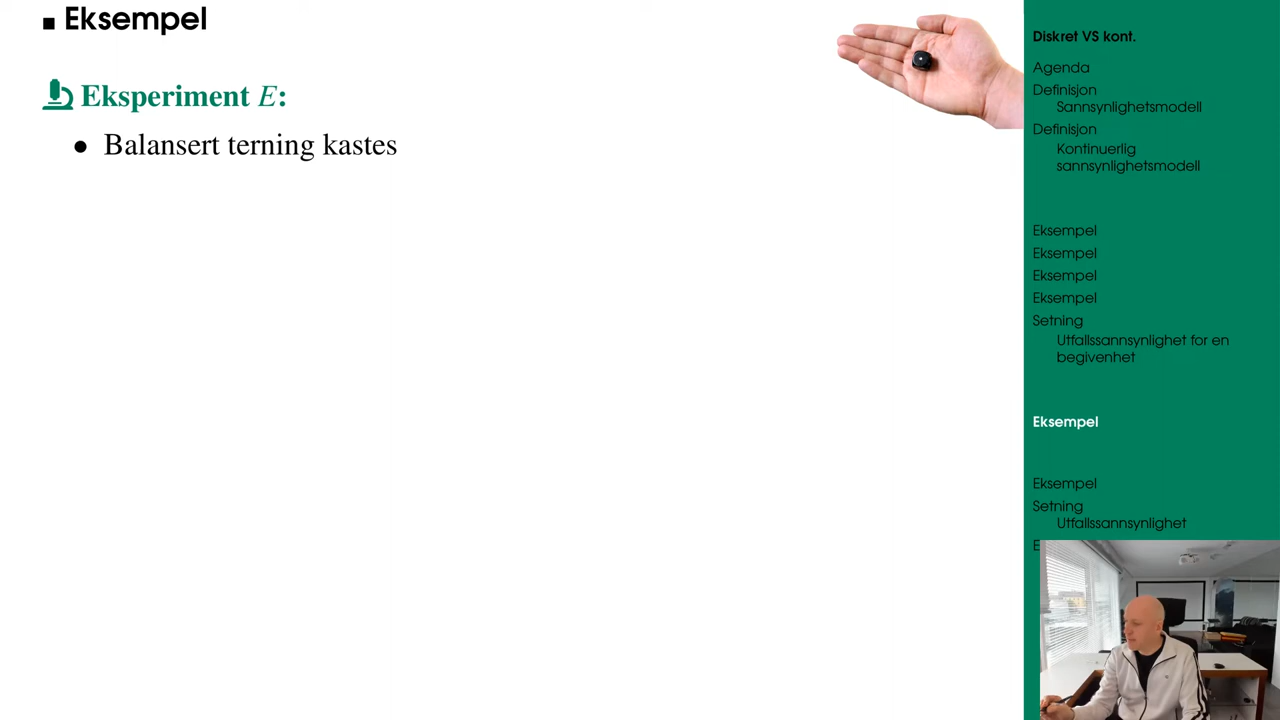 Eksempel
Eksperiment E:
Balansert terning kastes
Diskret VS kont.
Agenda
Definisjon
Sannsynlighetsmodell
Definisjon
Kontinuerlig
sannsynlighetsmodell
Eksempel
Eksempel
Eksempel
Eksempel
Setning
Utfallssannsynlighet for en
begivenhet
Eksempel
Eksempel
Setning
Utfallssannsynlighet